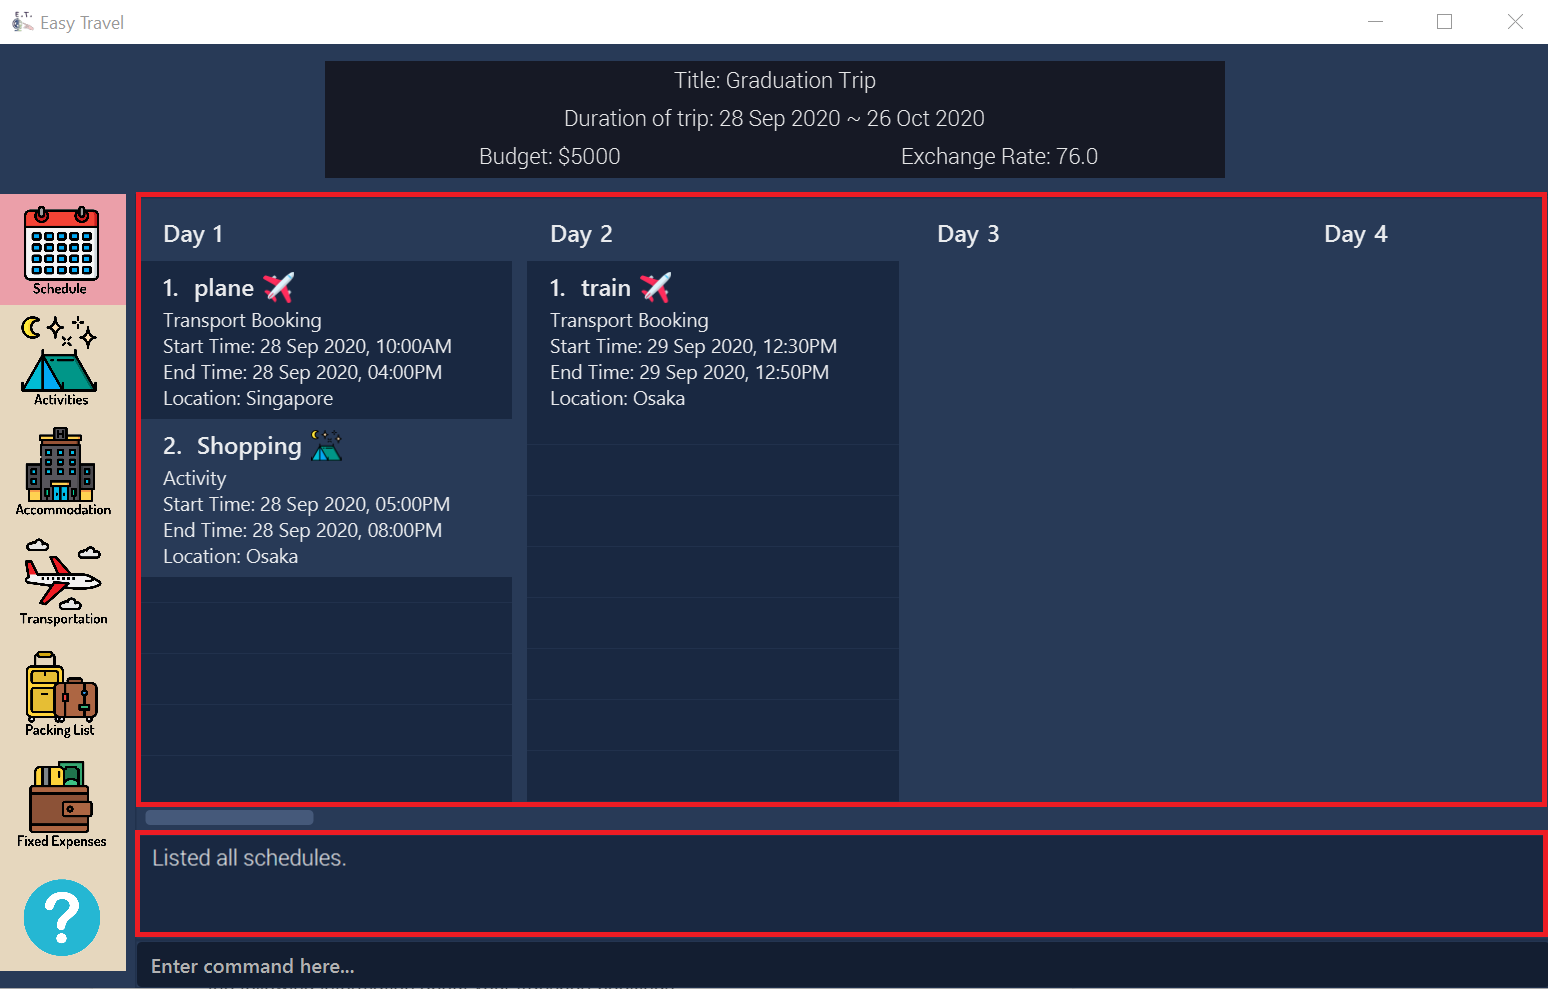 E.T.
Easy Travel
Title: Graduation Trip
Duration of trip: 28 Sep 2020 ~ 26 Oct 2020
Budget: $5000
Exchange Rate: 76.0
Schedule
Activities
H
Accommodation
Transportation
Packing List
Fixed Expenses
?
Day 1
1. plane
Transport Booking
Start Time: 28 Sep 2020, 10:00AM
End Time: 28 Sep 2020, 04:00PM
Location: Singapore
2. Shopping
Activity
Start Time: 28 Sep 2020, 05:00PM
End Time: 28 Sep 2020, 08:00PM
Location: Osaka
Day 2
1. train
Transport Booking
Start Time: 29 Sep 2020, 12:30PM
End Time: 29 Sep 2020, 12:50PM
Location: Osaka
Day 3
Day 4
Listed all schedules.
Enter command here...